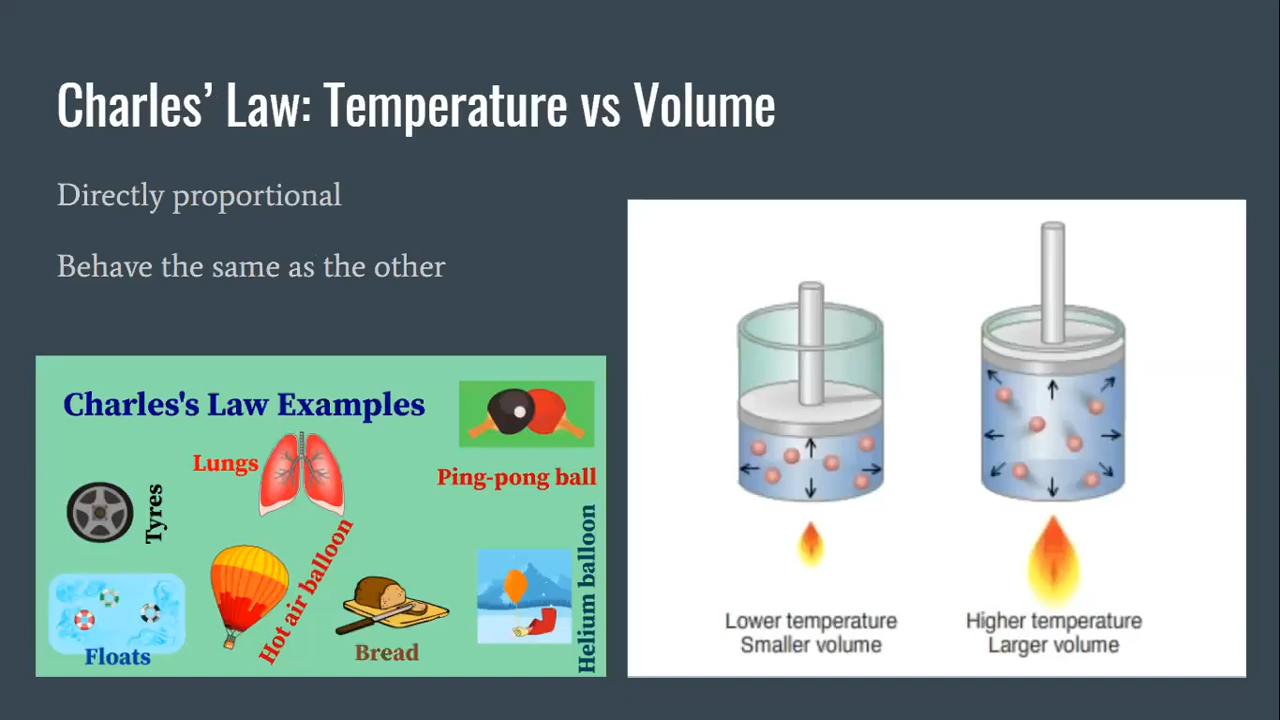 Charles’ Law: Temperature vs Volume
Directly proportional
Behave the same as the other
Charles's Law Examples
Lungs
Ping-pong ball
Tyres
Hot air balloon
Helium balloon
Floats
Bread
Lower temperature
Smaller volume
Higher temperature
Larger volume